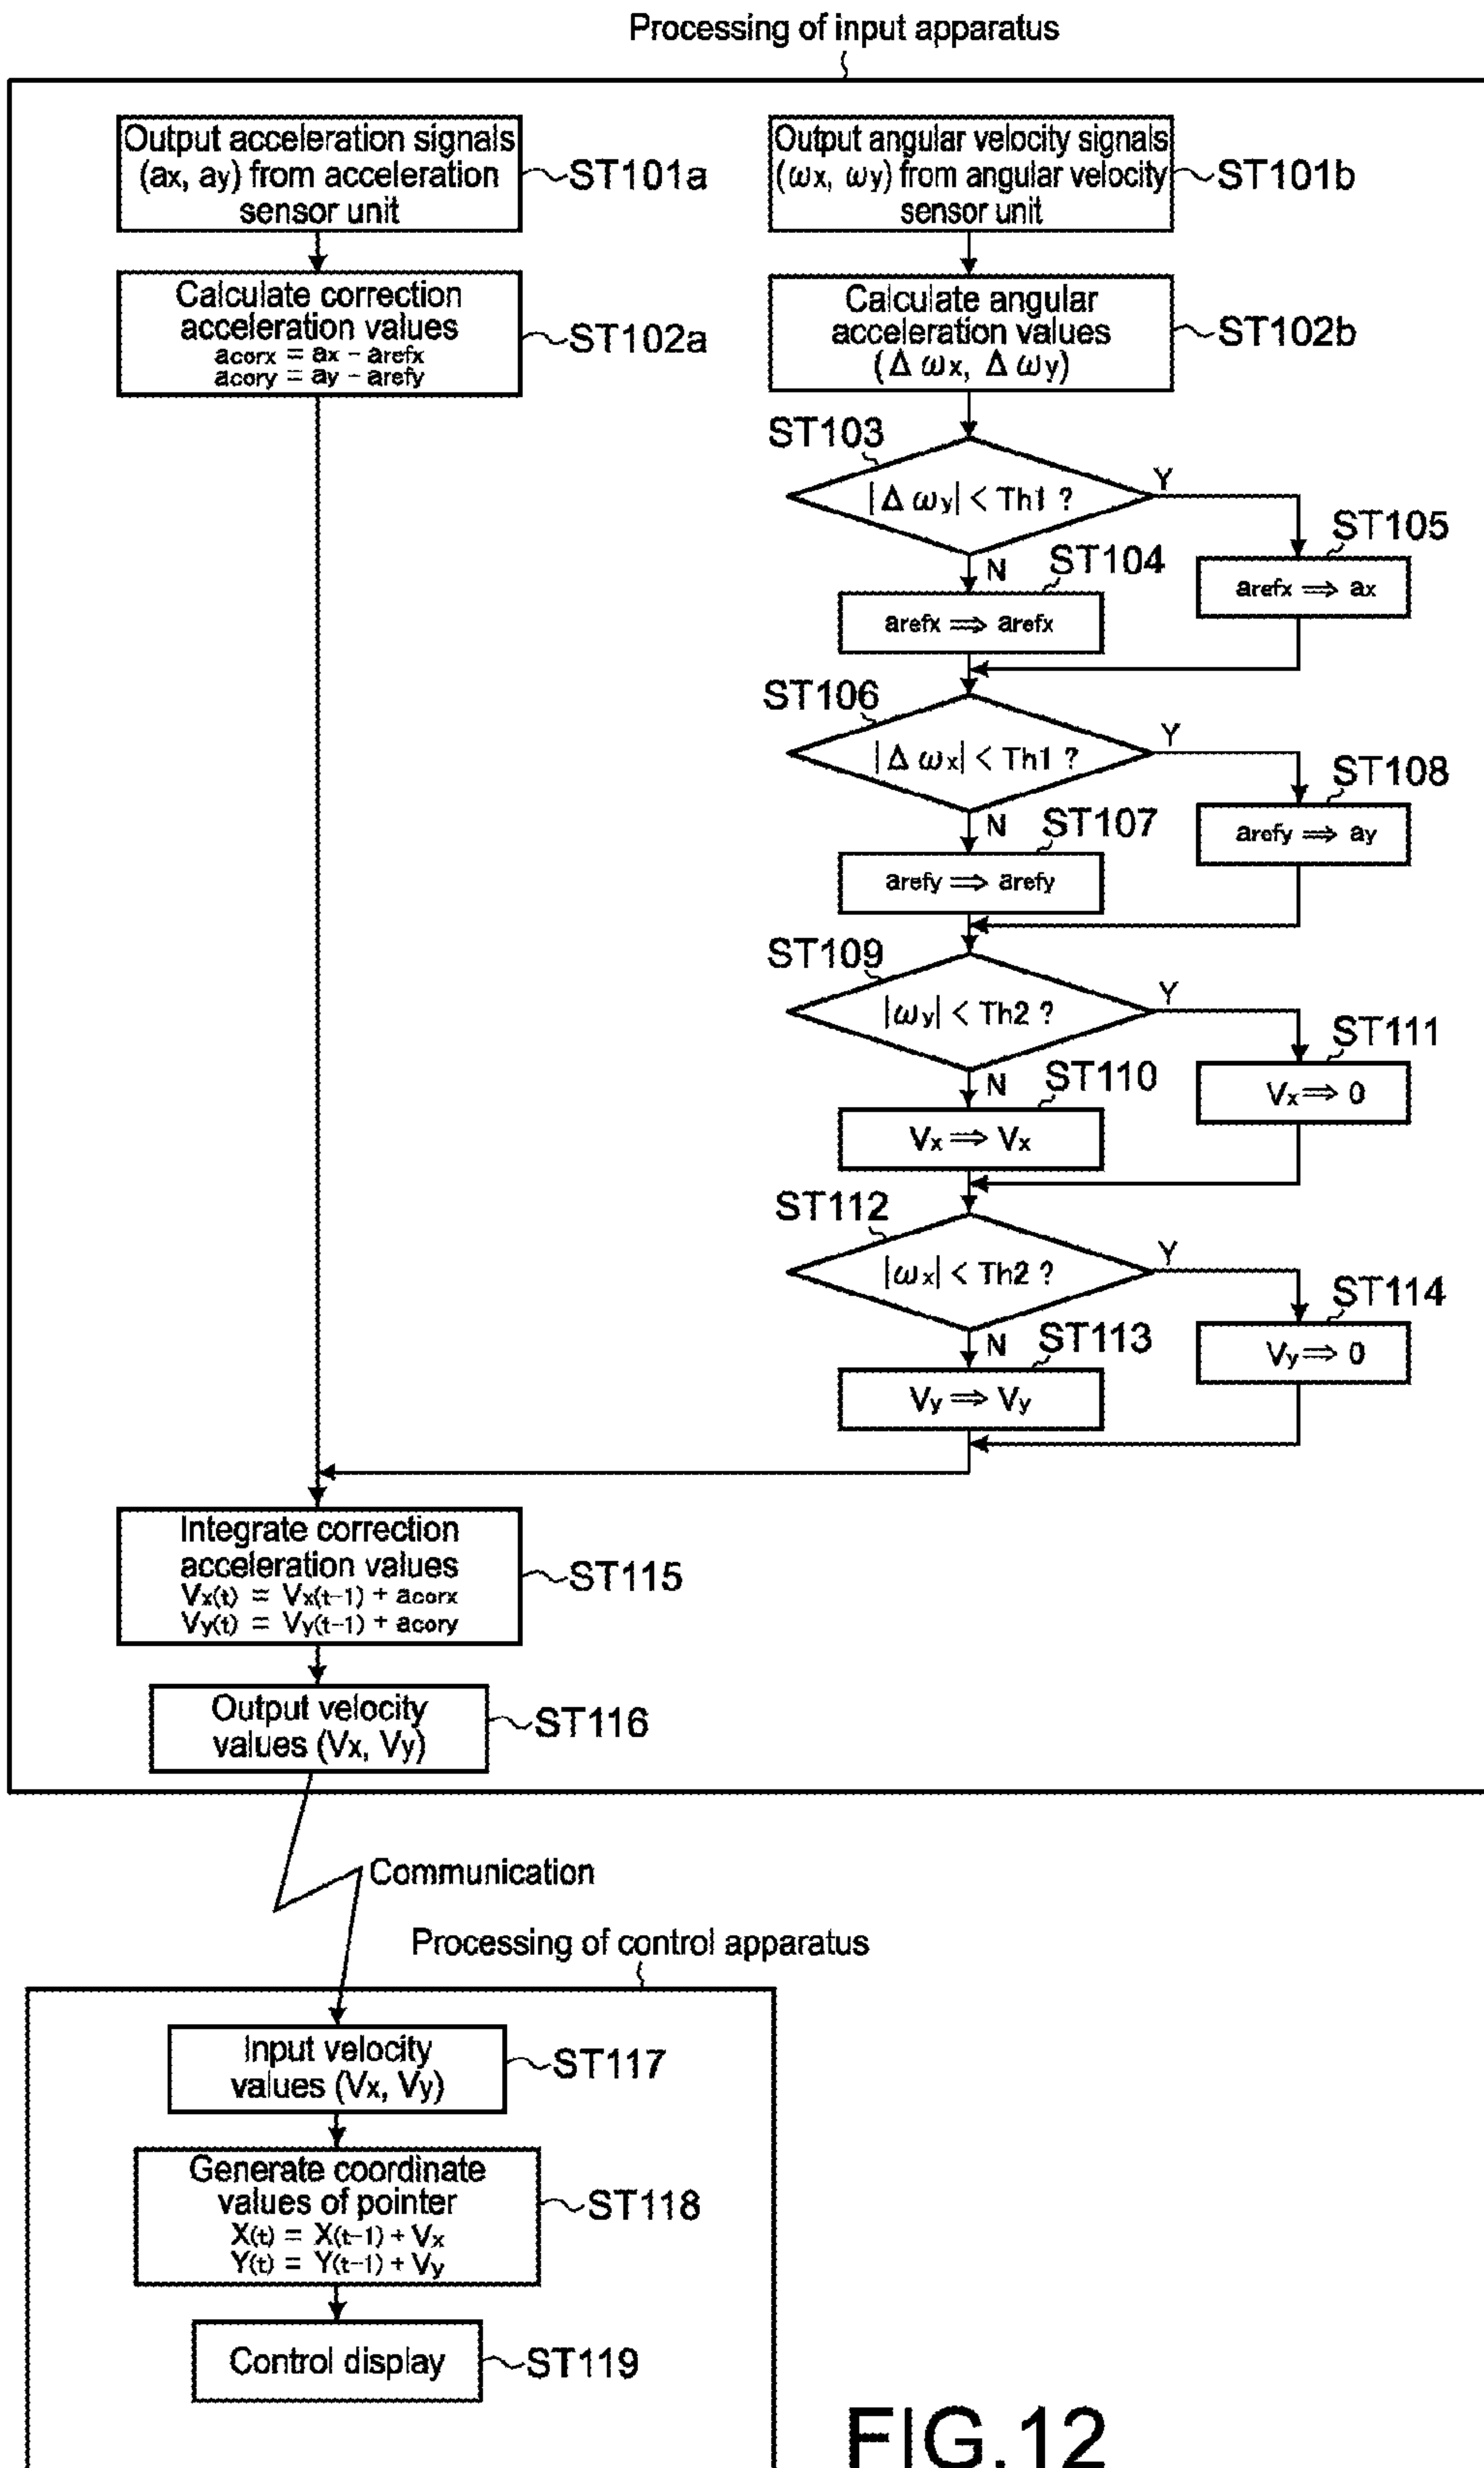 Processing of input apparatus
Output acceleration signals
(ax, ay) from acceleration
sensor unit
ST101a
Output angular velocity signals
(ωx, ωy) from angular velocity
sensor unit
ST101b
Calculate correction
acceleration values
acorx = ax - arefx
acory = ay - arefy
ST102a
Calculate angular
acceleration values
(Δωx, Δωy)
ST102b
ST103
|Δωy| < Th1 ?
Y
N
ST104
arefx ⇒ arefx
ST105
arefx ⇒ ax
ST106
|Δωx| < Th1 ?
Y
N
ST107
arefy ⇒ arefy
ST108
arefy ⇒ ay
ST109
|ωy| < Th2 ?
Y
N
ST110
Vx ⇒ Vx
ST111
Vx ⇒ 0
ST112
|ωx| < Th2 ?
Y
N
ST113
Vy ⇒ Vy
ST114
Vy ⇒ 0
Integrate correction
acceleration values
Vx(t) = Vx(t-1) + acorx
Vy(t) = Vy(t-1) + acory
ST115
Output velocity
values (Vx, Vy)
ST116
Communication
Processing of control apparatus
Input velocity
values (Vx, Vy)
ST117
Generate coordinate
values of pointer
X(t) = X(t-1) + Vx
Y(t) = Y(t-1) + Vy
ST118
Control display
ST119
FIG.12